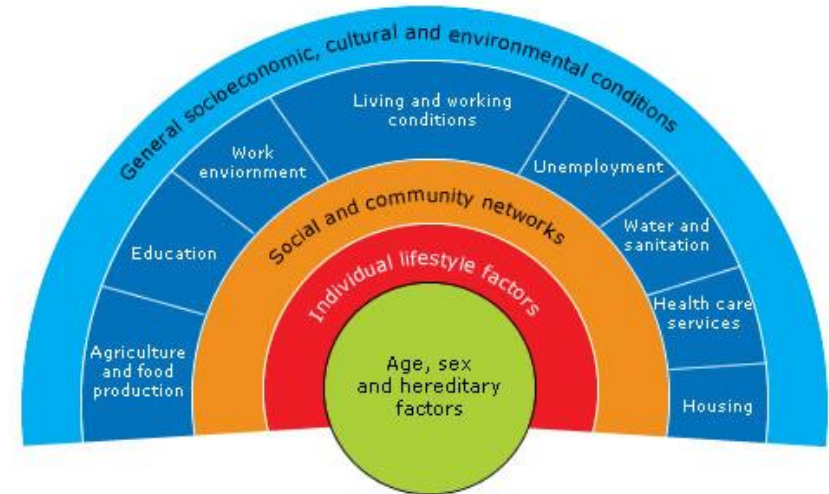 General socioeconomic, cultural and environmental conditions
Living and working
conditions
Work
enviornment
Unemployment
Education
Water and
sanitation
Agriculture
and food
production
Health care
services
Housing
Social and community networks
Individual lifestyle factors
Age, sex
and hereditary
factors